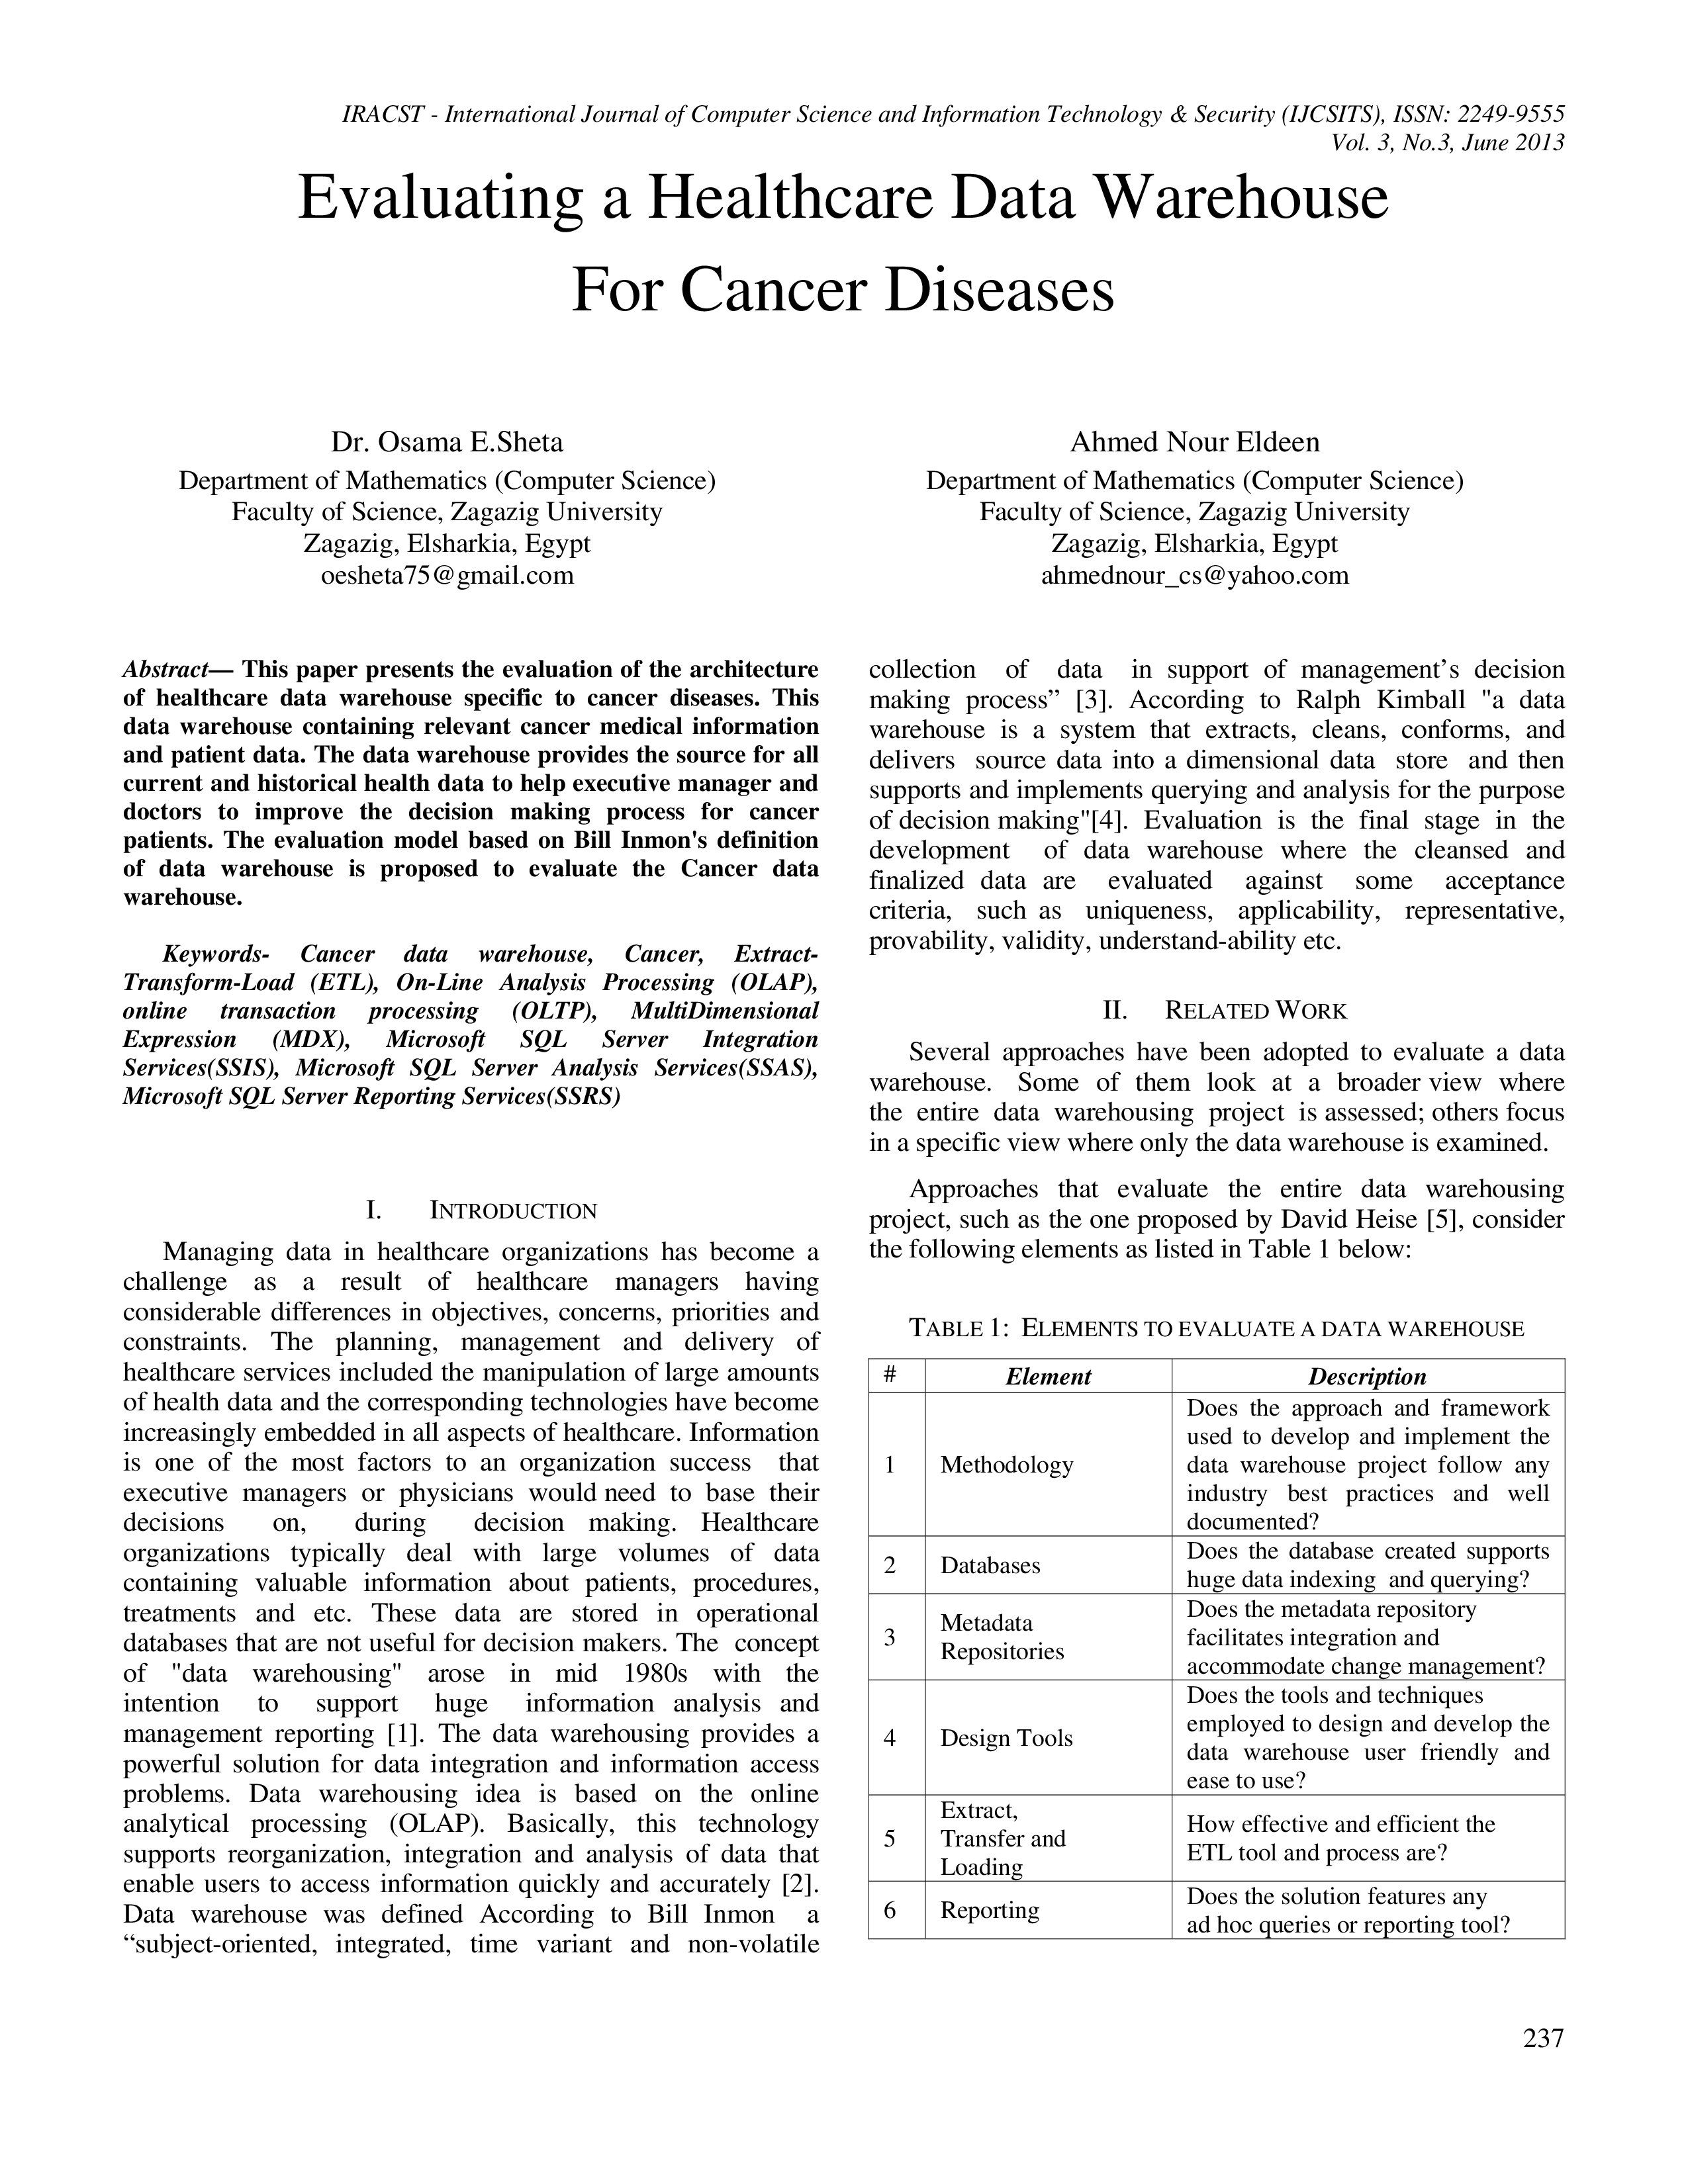 IRACST - International Journal of Computer Science and Information Technology & Security (IJCSITS), ISSN: 2249-9555
Vol. 3, No.3, June 2013
Evaluating a Healthcare Data Warehouse
For Cancer Diseases
Dr. Osama E.Sheta
Department of Mathematics (Computer Science)
Faculty of Science, Zagazig University
Zagazig, Elsharkia, Egypt
oesheta75@gmail.com
Ahmed Nour Eldeen
Department of Mathematics (Computer Science)
Faculty of Science, Zagazig University
Zagazig, Elsharkia, Egypt
ahmednour_cs@yahoo.com
Abstract— This paper presents the evaluation of the architecture
of healthcare data warehouse specific to cancer diseases. This
data warehouse containing relevant cancer medical information
and patient data. The data warehouse provides the source for all
current and historical health data to help executive manager and
doctors to improve the decision making process for cancer
patients. The evaluation model based on Bill Inmon's definition
of data warehouse is proposed to evaluate the Cancer data
warehouse.
Keywords- Cancer data warehouse, Cancer, Extract-
Transform-Load (ETL), On-Line Analysis Processing (OLAP),
online transaction processing (OLTP), MultiDimensional
Expression (MDX), Microsoft SQL Server Integration
Services(SSIS), Microsoft SQL Server Analysis Services(SSAS),
Microsoft SQL Server Reporting Services(SSRS)
I. INTRODUCTION
Managing data in healthcare organizations has become a
challenge as a result of healthcare managers having
considerable differences in objectives, concerns, priorities and
constraints. The planning, management and delivery of
healthcare services included the manipulation of large amounts
of health data and the corresponding technologies have become
increasingly embedded in all aspects of healthcare. Information
is one of the most factors to an organization success that
executive managers or physicians would need to base their
decisions on, during decision making. Healthcare
organizations typically deal with large volumes of data
containing valuable information about patients, procedures,
treatments and etc. These data are stored in operational
databases that are not useful for decision makers. The concept
of "data warehousing" arose in mid 1980s with the
intention to support huge information analysis and
management reporting [1]. The data warehousing provides a
powerful solution for data integration and information access
problems. Data warehousing idea is based on the online
analytical processing (OLAP). Basically, this technology
supports reorganization, integration and analysis of data that
enable users to access information quickly and accurately [2].
Data warehouse was defined According to Bill Inmon a
“subject-oriented, integrated, time variant and non-volatile
collection of data in support of management’s decision
making process” [3]. According to Ralph Kimball "a data
warehouse is a system that extracts, cleans, conforms, and
delivers source data into a dimensional data store and then
supports and implements querying and analysis for the purpose
of decision making"[4]. Evaluation is the final stage in the
development of data warehouse where the cleansed and
finalized data are evaluated against some acceptance
criteria, such as uniqueness, applicability, representative,
provability, validity, understand-ability etc.
II. RELATED WORK
Several approaches have been adopted to evaluate a data
warehouse. Some of them look at a broader view where
the entire data warehousing project is assessed; others focus
in a specific view where only the data warehouse is examined.
Approaches that evaluate the entire data warehousing
project, such as the one proposed by David Heise [5], consider
the following elements as listed in Table 1 below:
TABLE 1: ELEMENTS TO EVALUATE A DATA WAREHOUSE
# Element Description
1 Methodology Does the approach and framework
used to develop and implement the
data warehouse project follow any
industry best practices and well
documented?
2 Databases Does the database created supports
huge data indexing and querying?
3 Metadata
Repositories Does the metadata repository
facilitates integration and
accommodate change management?
4 Design Tools Does the tools and techniques
employed to design and develop the
data warehouse user friendly and
ease to use?
5 Extract,
Transfer and
Loading How effective and efficient the
ETL tool and process are?
6 Reporting Does the solution features any
ad hoc queries or reporting tool?
237